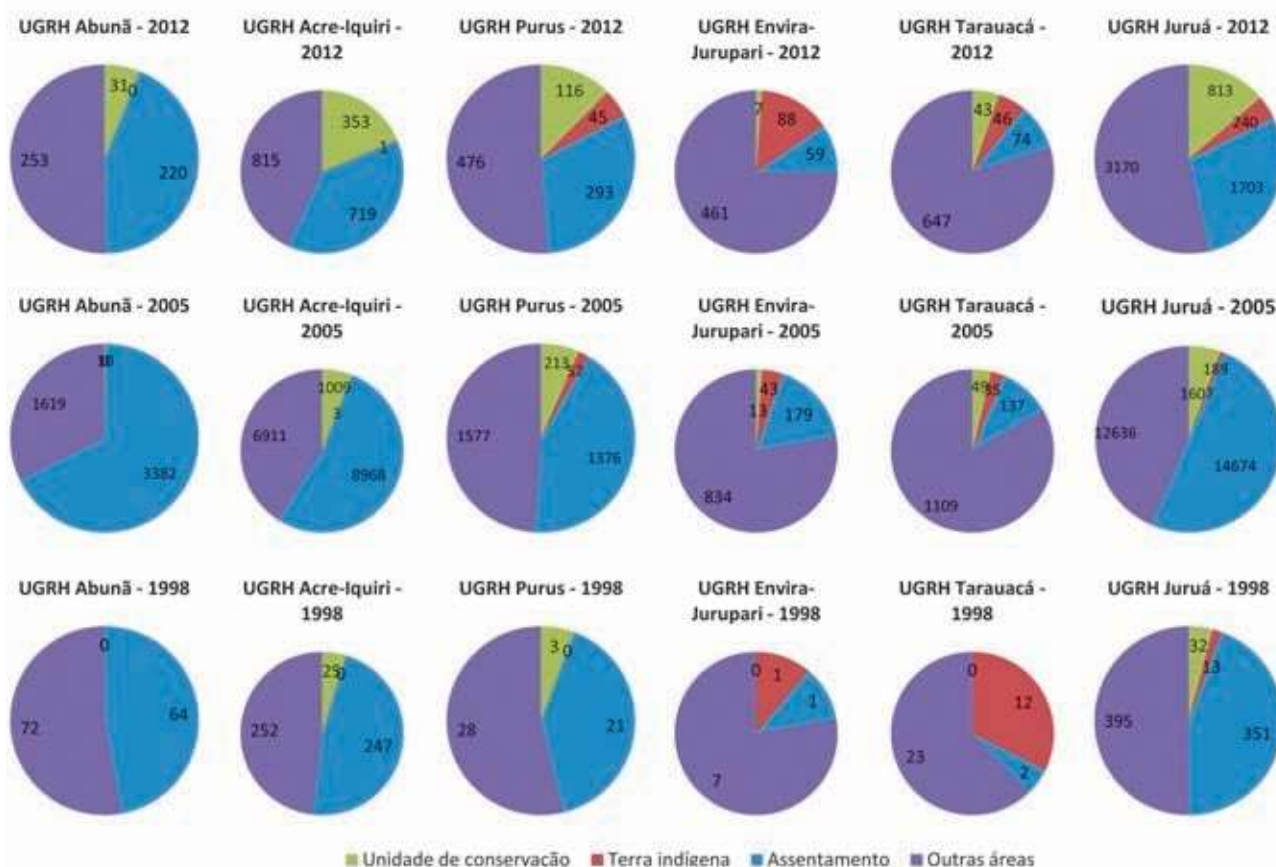 UGRH Abunã - 2012
31
0
220
253
UGRH Acre-Iquiri -
2012
353
1
719
815
UGRH Purus - 2012
116
45
293
476
UGRH Envira-
Jurupari - 2012
7
88
59
461
UGRH Tarauacá -
2012
43
46
74
647
UGRH Juruá - 2012
813
240
1703
3170
UGRH Abunã - 2005
3382
1619
UGRH Acre-Iquiri -
2005
1009
3
8968
6911
UGRH Purus - 2005
213
1376
1577
UGRH Envira-
Jurupari - 2005
13
43
179
834
UGRH Tarauacá -
2005
49
35
137
1109
UGRH Juruá - 2005
1607
189
14674
12636
UGRH Abunã - 1998
0
64
72
UGRH Acre-Iquiri -
1998
25
0
247
252
UGRH Purus - 1998
3
0
21
28
UGRH Envira-
Jurupari - 1998
0
1
1
7
UGRH Tarauacá -
1998
0
12
2
23
UGRH Juruá - 1998
32
13
351
395
Unidade de conservação
Terra indígena
Assentamento
Outras áreas